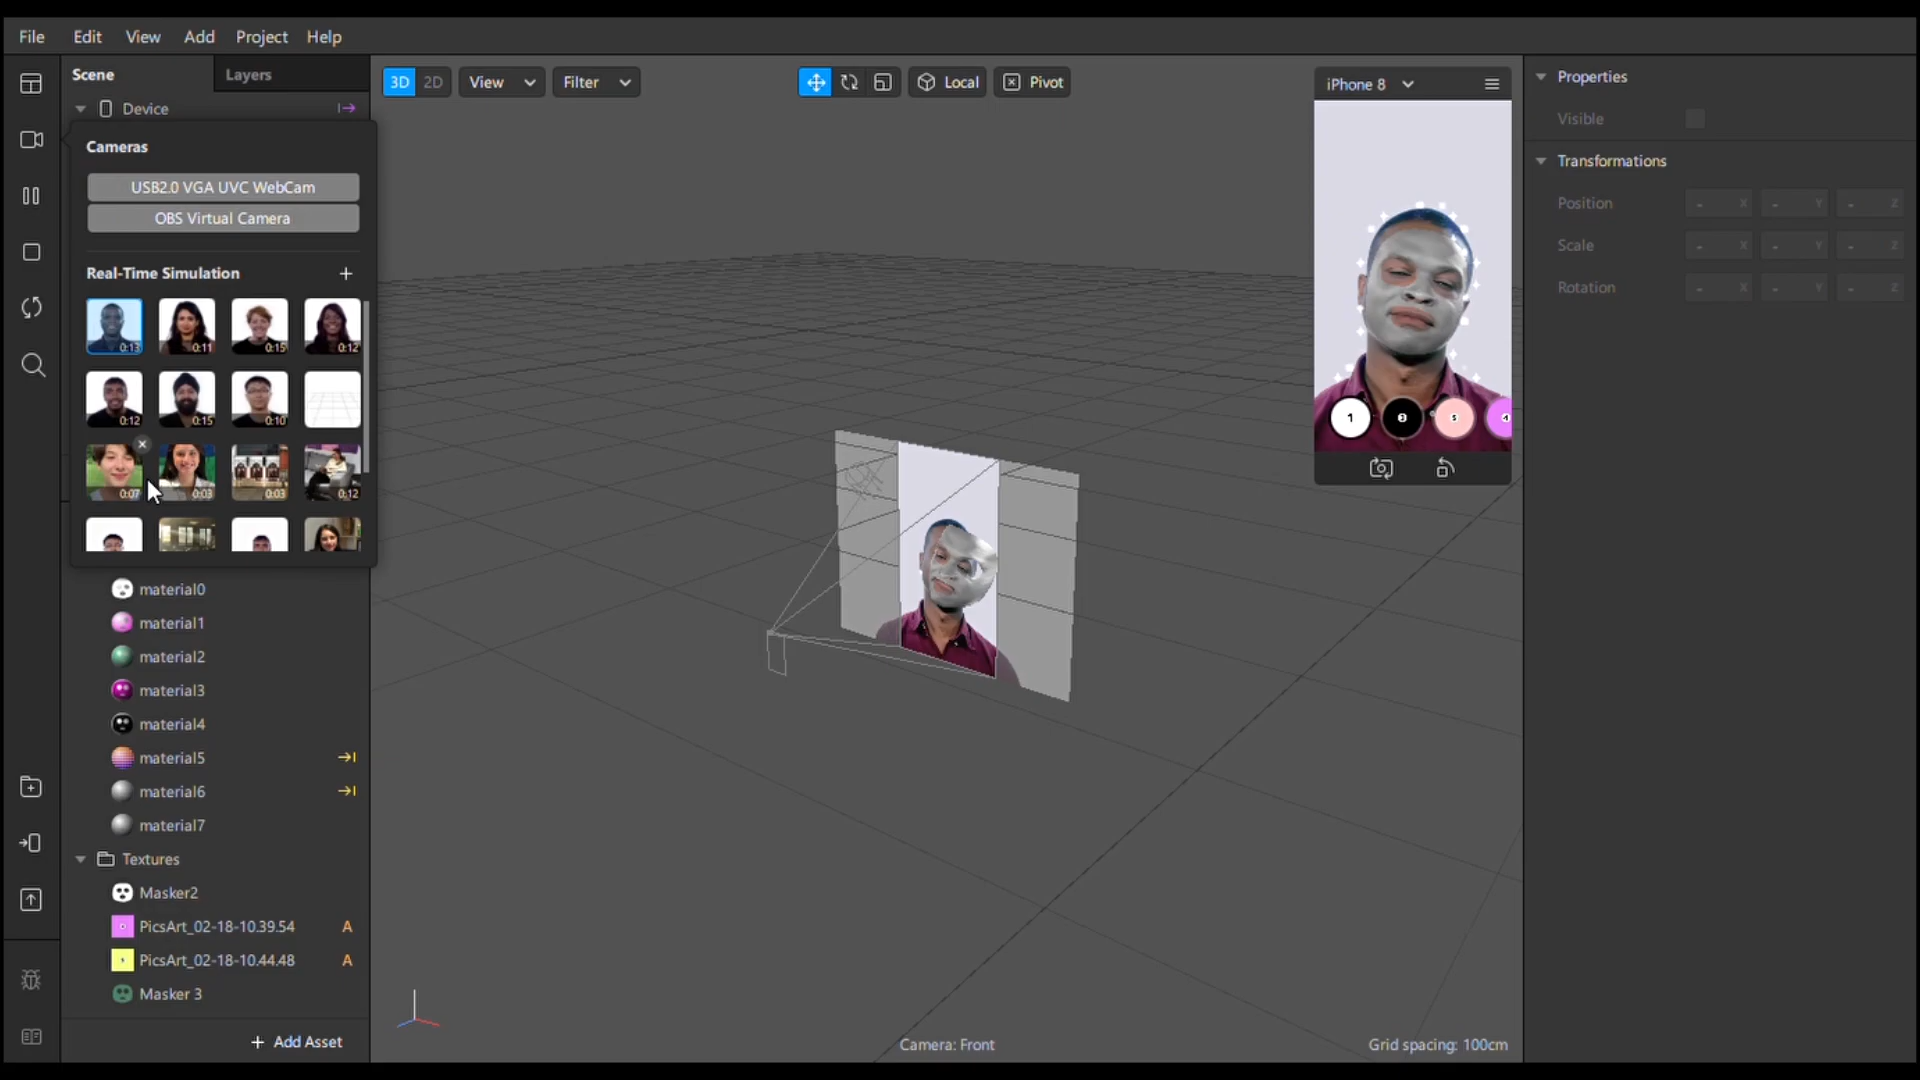 File Edit View Add Project Help
Scene Layers
Device
Cameras
USB2.0 VGA UVC WebCam
OBS Virtual Camera
Real-Time Simulation +
0:13 0:11 0:15 0:12
0:12 0:15 0:10
0:07 0:03 0:03 0:12
material0
material1
material2
material3
material4
material5
material6
material7
Textures
Masker2
PicsArt_02-18-10.39.54 A
PicsArt_02-18-10.44.48 A
Masker 3
+ Add Asset
3D 2D View Filter Local Pivot
iPhone 8
1 3 5 4
Camera: Front
Grid spacing: 100cm
Properties
Visible
Transformations
Position - X - Y - Z
Scale - X - Y - Z
Rotation - X - Y - Z